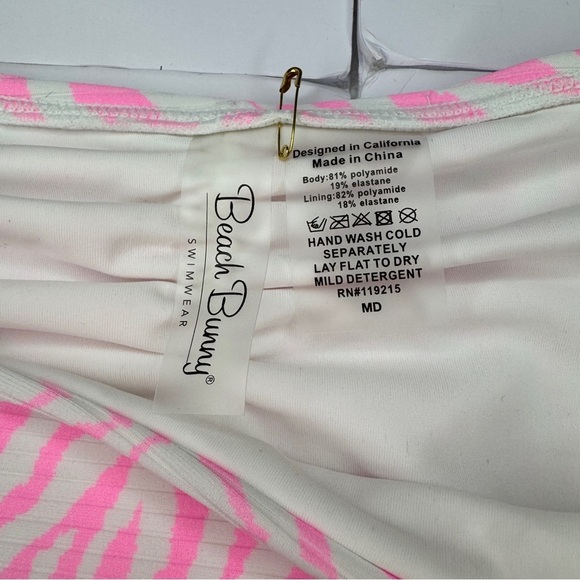 Beach Bunny®
SWIMWEAR
Designed in California
Made in China
Body:81% polyamide
19% elastane
Lining:82% polyamide
18% elastane
HAND WASH COLD
SEPARATELY
LAY FLAT TO DRY
MILD DETERGENT
RN#119215
MD